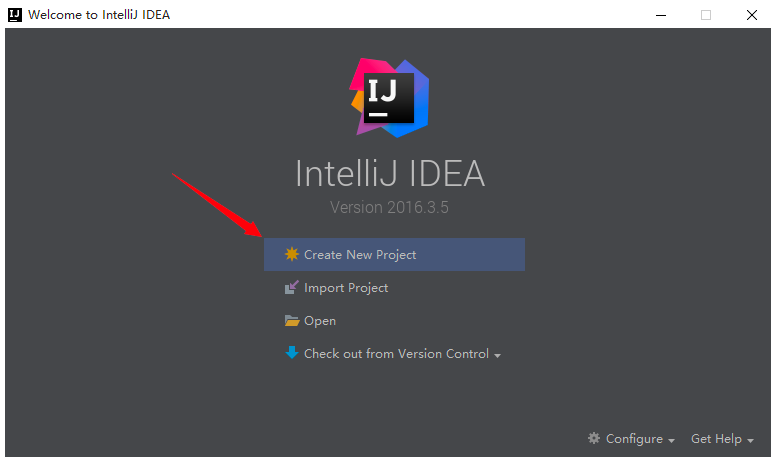 Welcome to IntelliJ IDEA
IJ
IntelliJ IDEA
Version 2016.3.5
Create New Project
Import Project
Open
Check out from Version Control
Configure Get Help